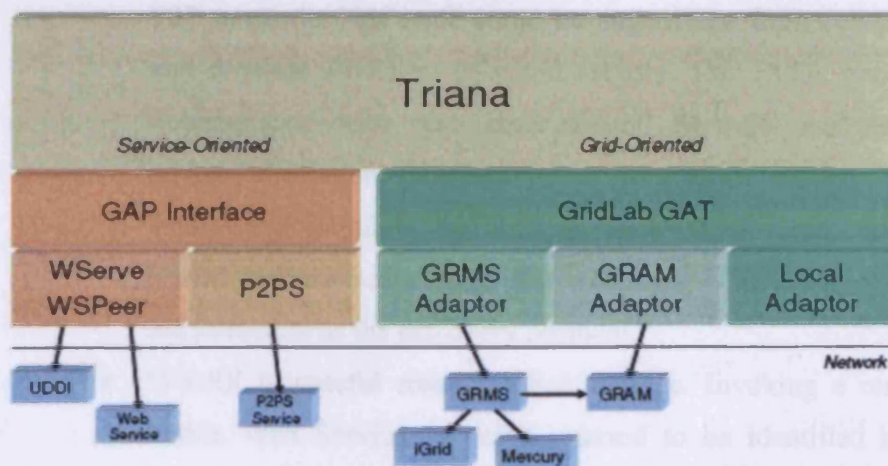 Triana
Service-Oriented
Grid-Oriented
GAP Interface
GridLab GAT
WServe
WSPeer
P2PS
GRMS
Adaptor
GRAM
Adaptor
Local
Adaptor
Network
UDDI
Web
Service
P2PS
Service
GRMS
GRAM
iGrid
Mercury